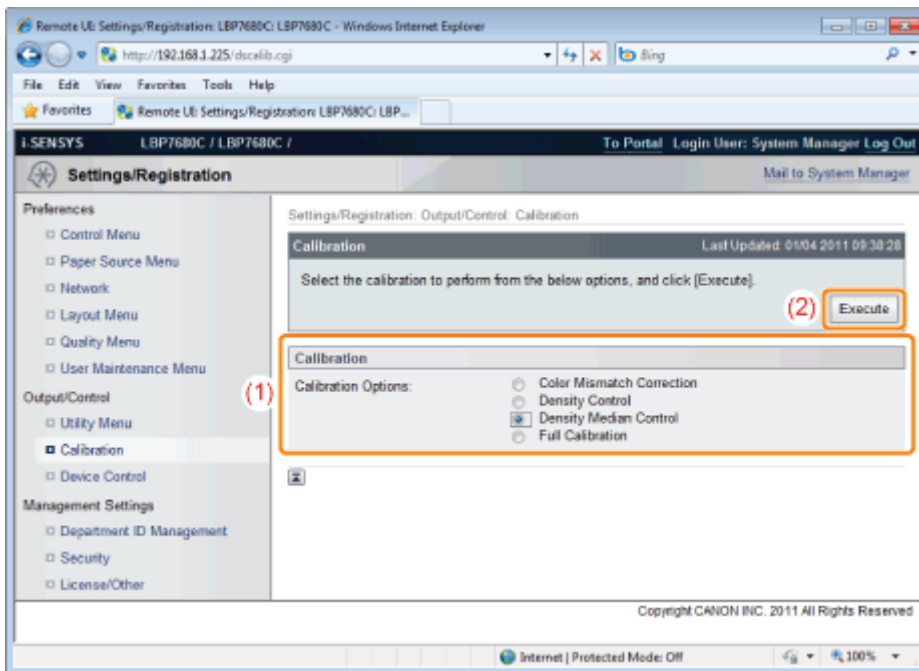 Remote UI: Settings/Registration: LBP7680C: LBP7680C - Windows Internet Explorer
http://192.168.1.225/dscalib.cgi
Bing
File Edit View Favorites Tools Help
Favorites
Remote UI: Settings/Registration: LBP7680C: LBP...
i-SENSYS LBP7680C / LBP7680C / To Portal Login User: System Manager Log Out
Settings/Registration Mail to System Manager
Preferences
Control Menu
Paper Source Menu
Network
Layout Menu
Quality Menu
User Maintenance Menu
Output/Control
Utility Menu
Calibration
Device Control
Management Settings
Department ID Management
Security
License/Other
Settings/Registration: Output/Control: Calibration
Calibration Last Updated: 01/04 2011 09:38:28
Select the calibration to perform from the below options, and click [Execute].
(2) Execute
(1)
Calibration
Calibration Options: Color Mismatch Correction
Density Control
Density Median Control
Full Calibration
Copyright CANON INC. 2011 All Rights Reserved
Internet | Protected Mode: Off 100%